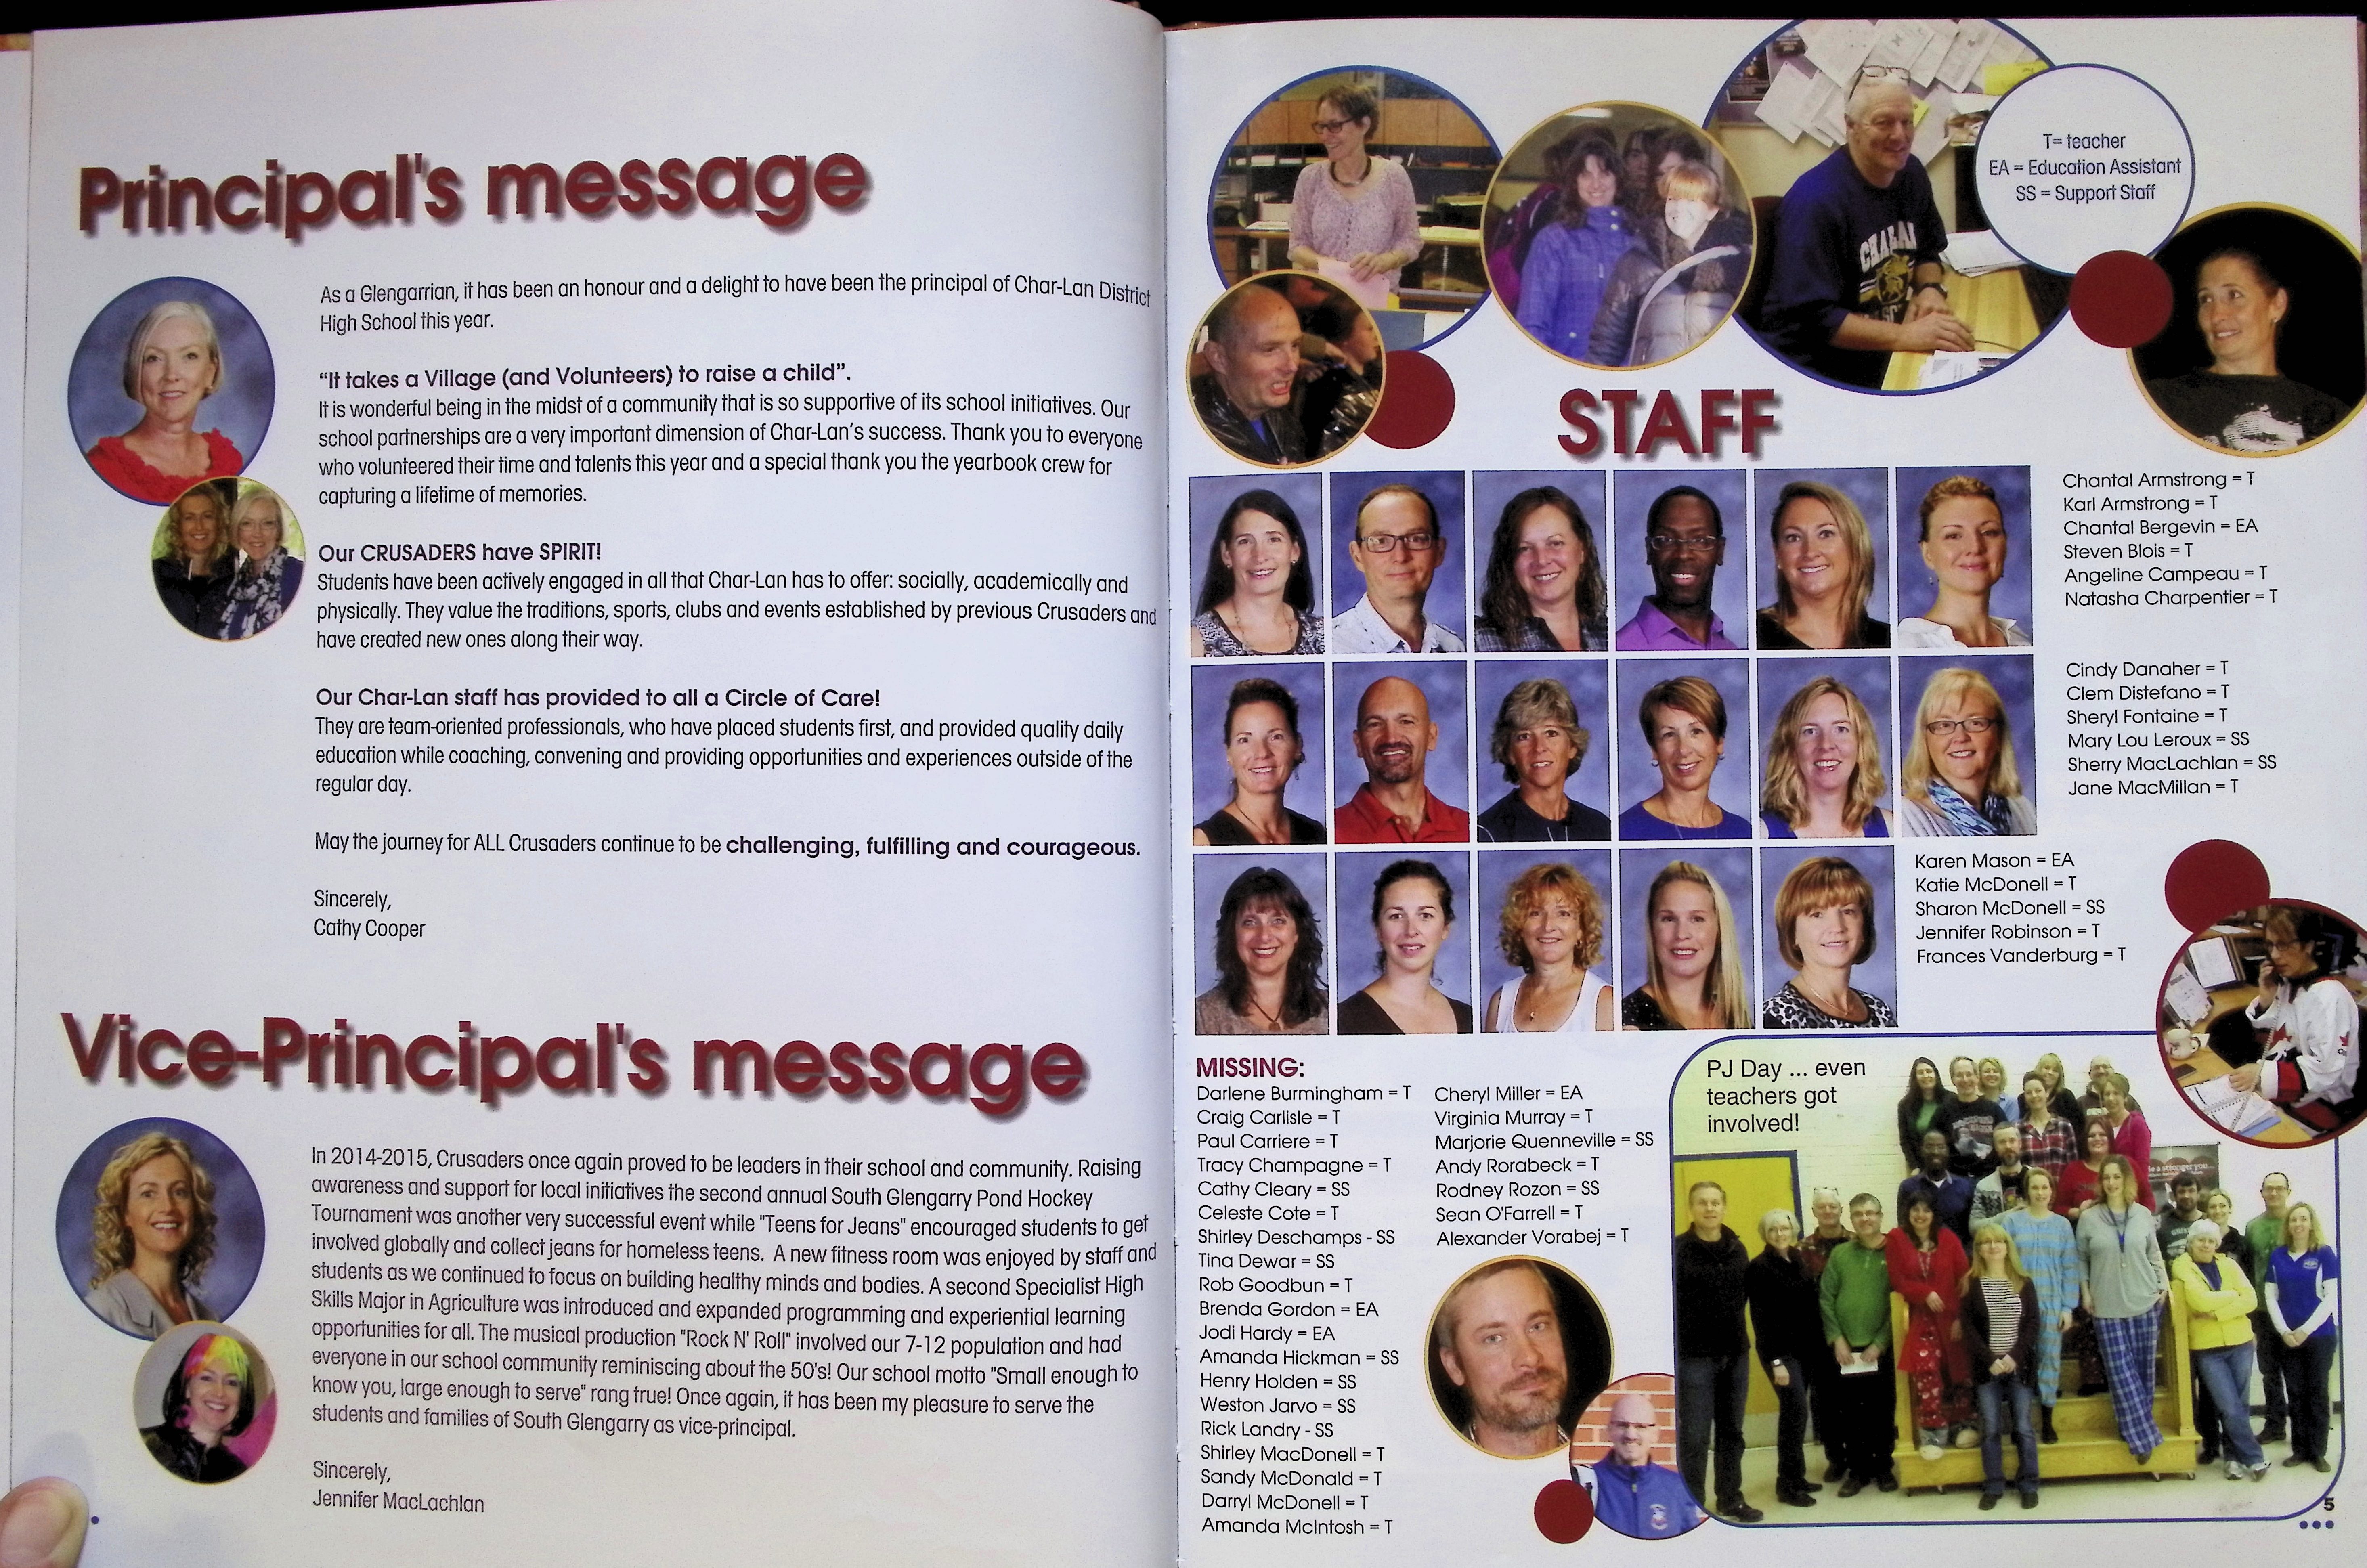 Principal's message
As a Glengarrian, it has been an honour and a delight to have been the principal of Char-Lan District
High School this year.
“It takes a Village (and Volunteers) to raise a child”.
It is wonderful being in the midst of a community that is so supportive of its school initiatives. Our
school partnerships are a very important dimension of Char-Lan's success. Thank you to everyone
who volunteered their time and talents this year and a special thank you the yearbook crew for
capturing a lifetime of memories.
Our CRUSADERS have SPIRIT!
Students have been actively engaged in all that Char-Lan has to offer: socially, academically and
physically. They value the traditions, sports, clubs and events established by previous Crusaders and
have created new ones along their way.
Our Char-Lan staff has provided to all a Circle of Care!
They are team-oriented professionals, who have placed students first, and provided quality daily
education while coaching, convening and providing opportunities and experiences outside of the
regular day.
May the journey for ALL Crusaders continue to be challenging, fulfilling and courageous.
Sincerely,
Cathy Cooper
Vice-Principal's message
In 2014-2015, Crusaders once again proved to be leaders in their school and community. Raising
awareness and support for local initiatives the second annual South Glengarry Pond Hockey
Tournament was another very successful event while "Teens for Jeans" encouraged students to get
involved globally and collect jeans for homeless teens. A new fitness room was enjoyed by staff and
students as we continued to focus on building healthy minds and bodies. A second Specialist High
Skills Major in Agriculture was introduced and expanded programming and experiential learning
opportunities for all. The musical production "Rock N' Roll" involved our 7-12 population and had
everyone in our school community reminiscing about the 50's! Our school motto "Small enough to
know you, large enough to serve" rang true! Once again, it has been my pleasure to serve the
students and families of South Glengarry as vice-principal.
Sincerely,
Jennifer MacLachlan
T= teacher
EA = Education Assistant
SS = Support Staff
CHARLAN
STAFF
Chantal Armstrong = T
Karl Armstrong = T
Chantal Bergevin = EA
Steven Blois = T
Angeline Campeau = T
Natasha Charpentier = T
Cindy Danaher = T
Clem Distefano = T
Sheryl Fontaine = T
Mary Lou Leroux = SS
Sherry MacLachlan = SS
Jane MacMillan = T
Karen Mason = EA
Katie McDonell = T
Sharon McDonell = SS
Jennifer Robinson = T
Frances Vanderburg = T
MISSING:
Darlene Burmingham = T
Craig Carlisle = T
Paul Carriere = T
Tracy Champagne = T
Cathy Cleary = SS
Celeste Cote = T
Shirley Deschamps - SS
Tina Dewar = SS
Rob Goodbun = T
Brenda Gordon = EA
Jodi Hardy = EA
Amanda Hickman = SS
Henry Holden = SS
Weston Jarvo = SS
Rick Landry - SS
Shirley MacDonell = T
Sandy McDonald = T
Darryl McDonell = T
Amanda McIntosh = T
Cheryl Miller = EA
Virginia Murray = T
Marjorie Quenneville = SS
Andy Rorabeck = T
Rodney Rozon = SS
Sean O'Farrell = T
Alexander Vorabej = T
PJ Day ... even
teachers got
involved!
5